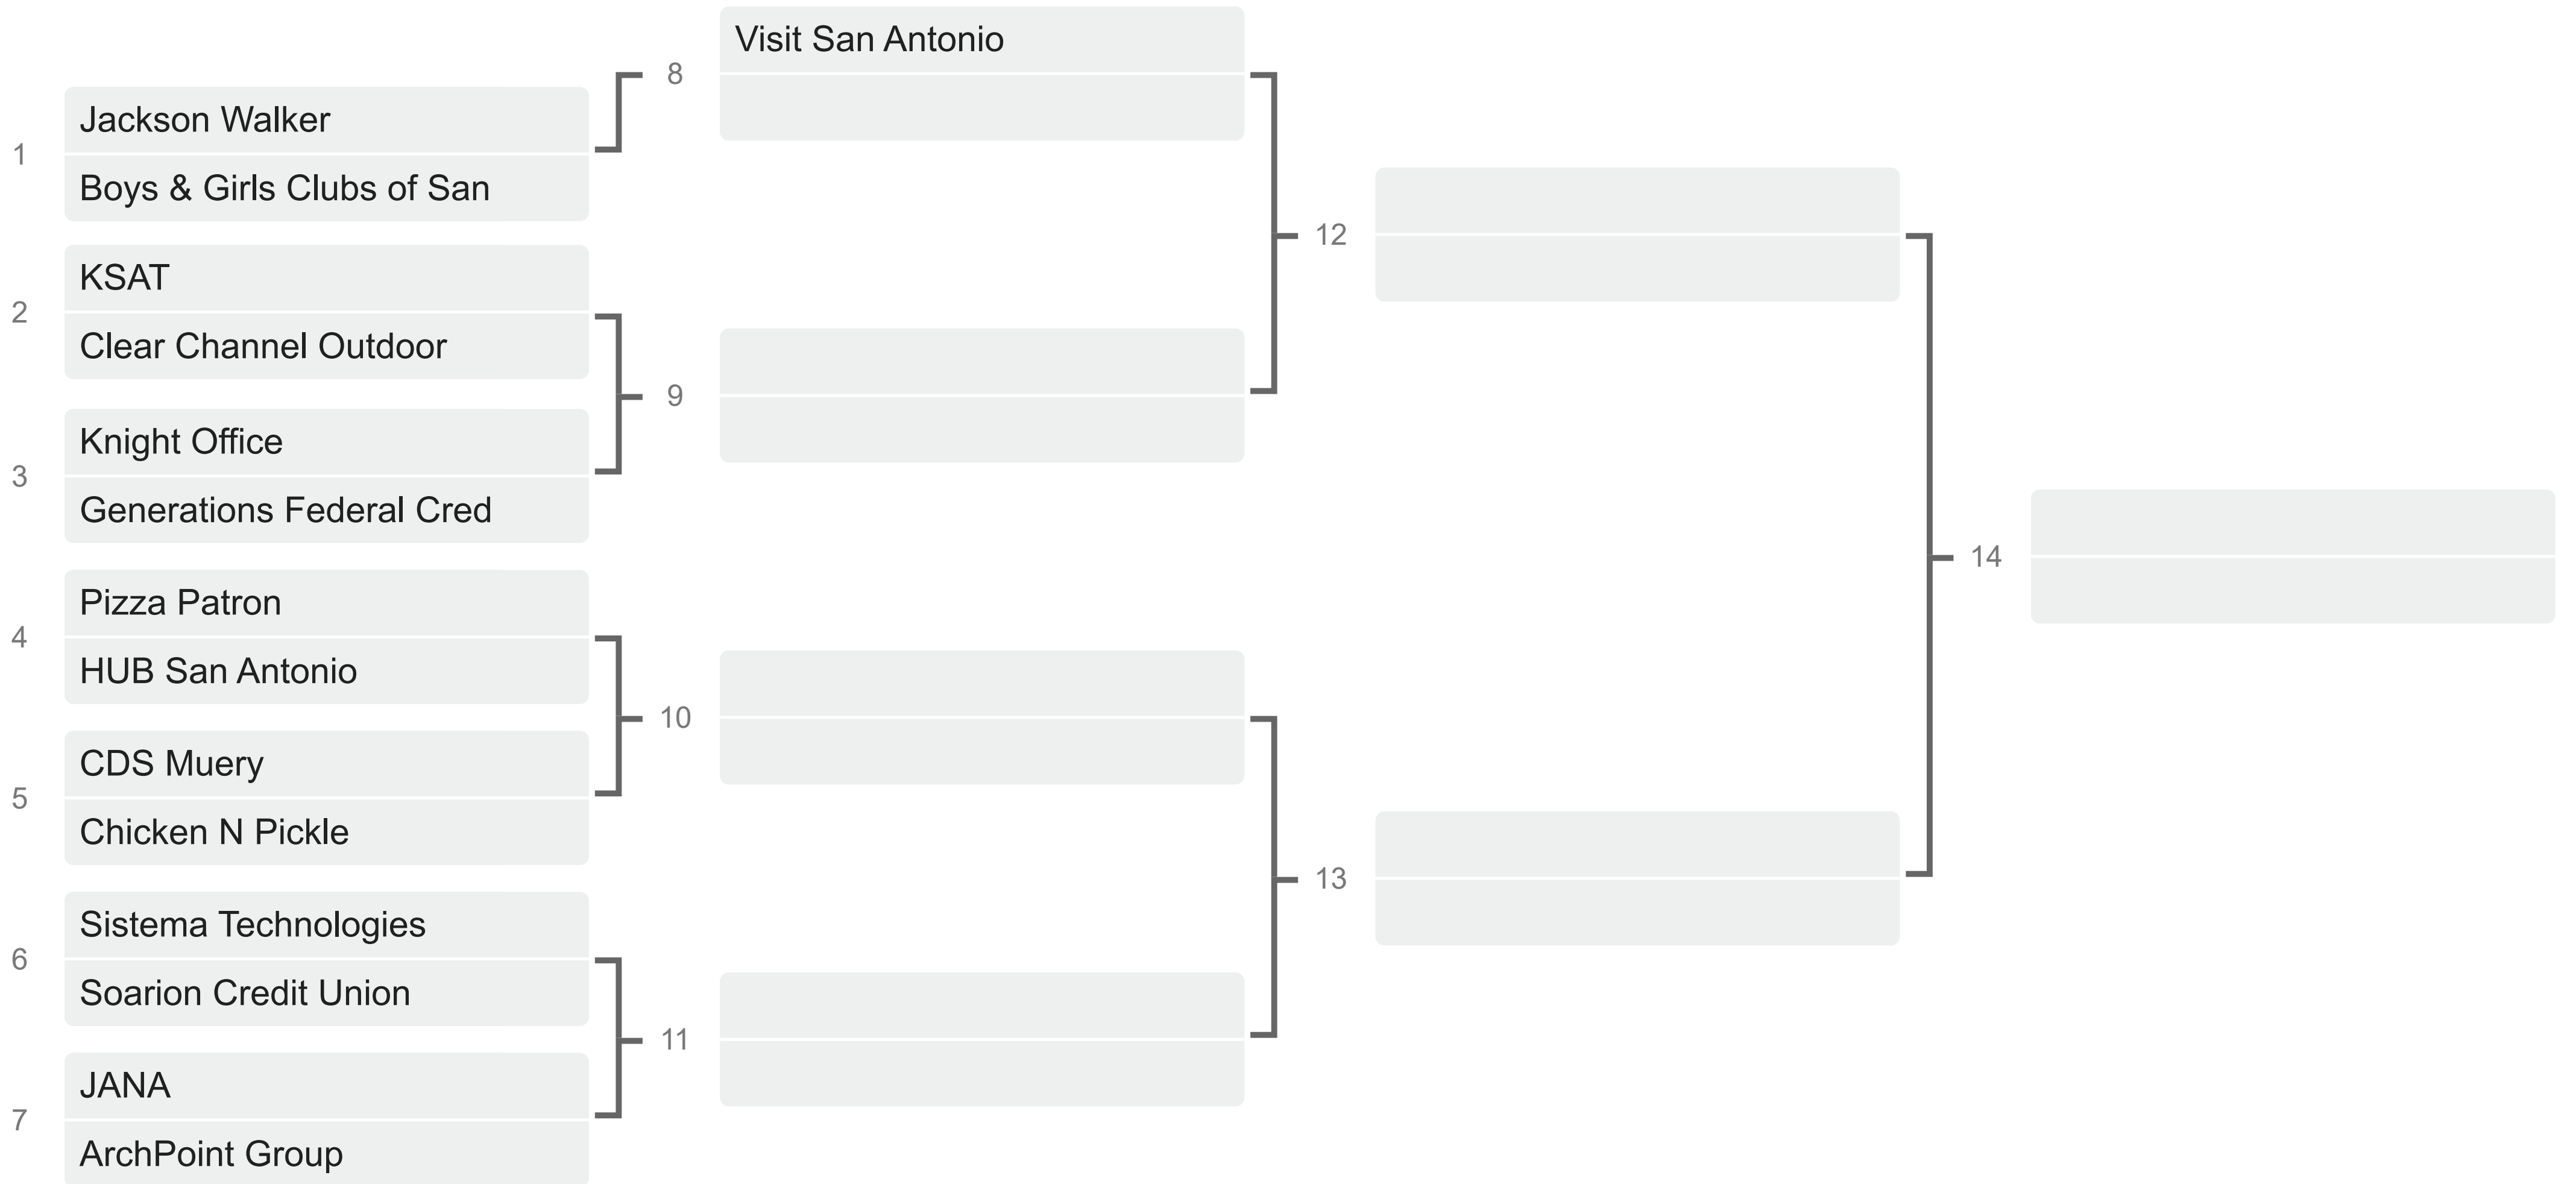 Visit San Antonio
8
Jackson Walker
1
Boys & Girls Clubs of San
12
KSAT
2
Clear Channel Outdoor
9
Knight Office
3
Generations Federal Cred
14
Pizza Patron
4
HUB San Antonio
10
CDS Muery
5
Chicken N Pickle
13
Sistema Technologies
6
Soarion Credit Union
11
JANA
7
ArchPoint Group